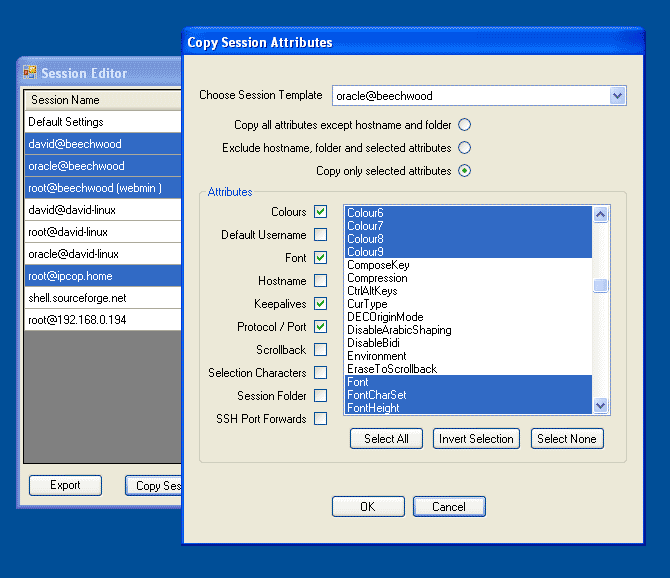 Copy Session Attributes
Session Editor
Session Name
Default Settings
david@beechwood
oracle@beechwood
root@beechwood (webmin )
david@david-linux
root@david-linux
oracle@david-linux
root@ipcop.home
shell.sourceforge.net
root@192.168.0.194
Export
Copy Ses
Choose Session Template
oracle@beechwood
Copy all attributes except hostname and folder
Exclude hostname, folder and selected attributes
Copy only selected attributes
Attributes
Colours
Default Username
Font
Hostname
Keepalives
Protocol / Port
Scrollback
Selection Characters
Session Folder
SSH Port Forwards
Colour6
Colour7
Colour8
Colour9
ComposeKey
Compression
CtrlAltKeys
CurType
DECOriginMode
DisableArabicShaping
DisableBidi
Environment
EraseToScrollback
Font
FontCharSet
FontHeight
Select All
Invert Selection
Select None
OK
Cancel